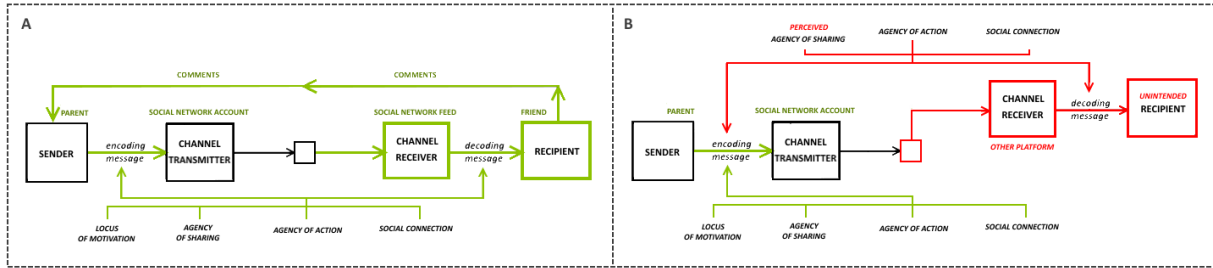 A
COMMENTS COMMENTS
PARENT SOCIAL NETWORK ACCOUNT SOCIAL NETWORK FEED FRIEND
SENDER
encoding
message
CHANNEL
TRANSMITTER
CHANNEL
RECEIVER
decoding
message
RECIPIENT
LOCUS
OF MOTIVATION
AGENCY
OF SHARING
AGENCY OF ACTION
SOCIAL CONNECTION
B
PERCEIVED
AGENCY OF SHARING
AGENCY OF ACTION
SOCIAL CONNECTION
PARENT SOCIAL NETWORK ACCOUNT
SENDER
encoding
message
CHANNEL
TRANSMITTER
CHANNEL
RECEIVER
OTHER PLATFORM
decoding
message
UNINTENDED
RECIPIENT
LOCUS
OF MOTIVATION
AGENCY
OF SHARING
AGENCY OF ACTION
SOCIAL CONNECTION